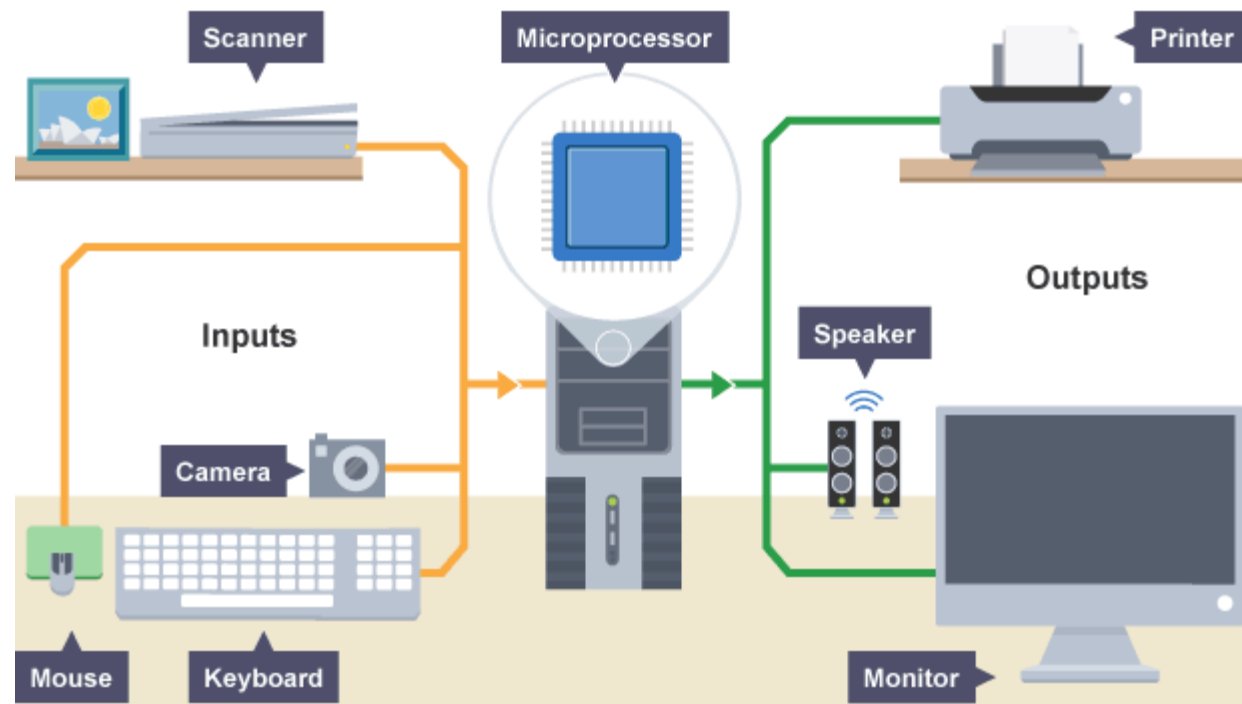 Scanner
Microprocessor
Printer
Inputs
Outputs
Speaker
Camera
Mouse
Keyboard
Monitor